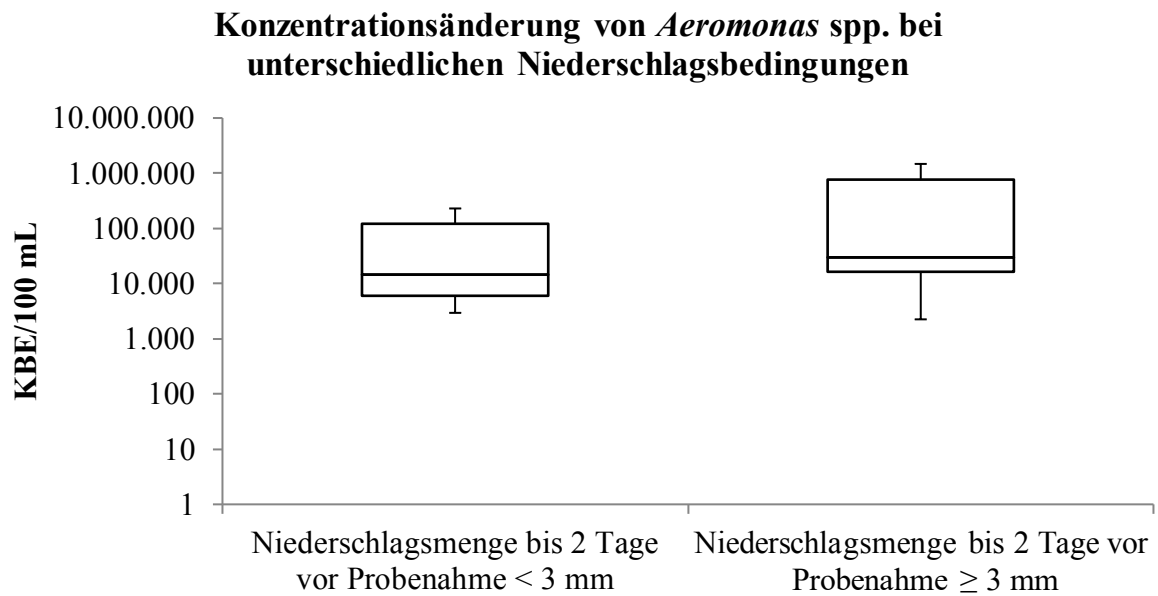 Konzentrationsänderung von Aeromonas spp. bei
unterschiedlichen Niederschlagsbedingungen
KBE/100 mL
10.000.000
1.000.000
100.000
10.000
1.000
100
10
1
Niederschlagsmenge bis 2 Tage
vor Probenahme < 3 mm
Niederschlagsmenge bis 2 Tage vor
Probenahme ≥ 3 mm